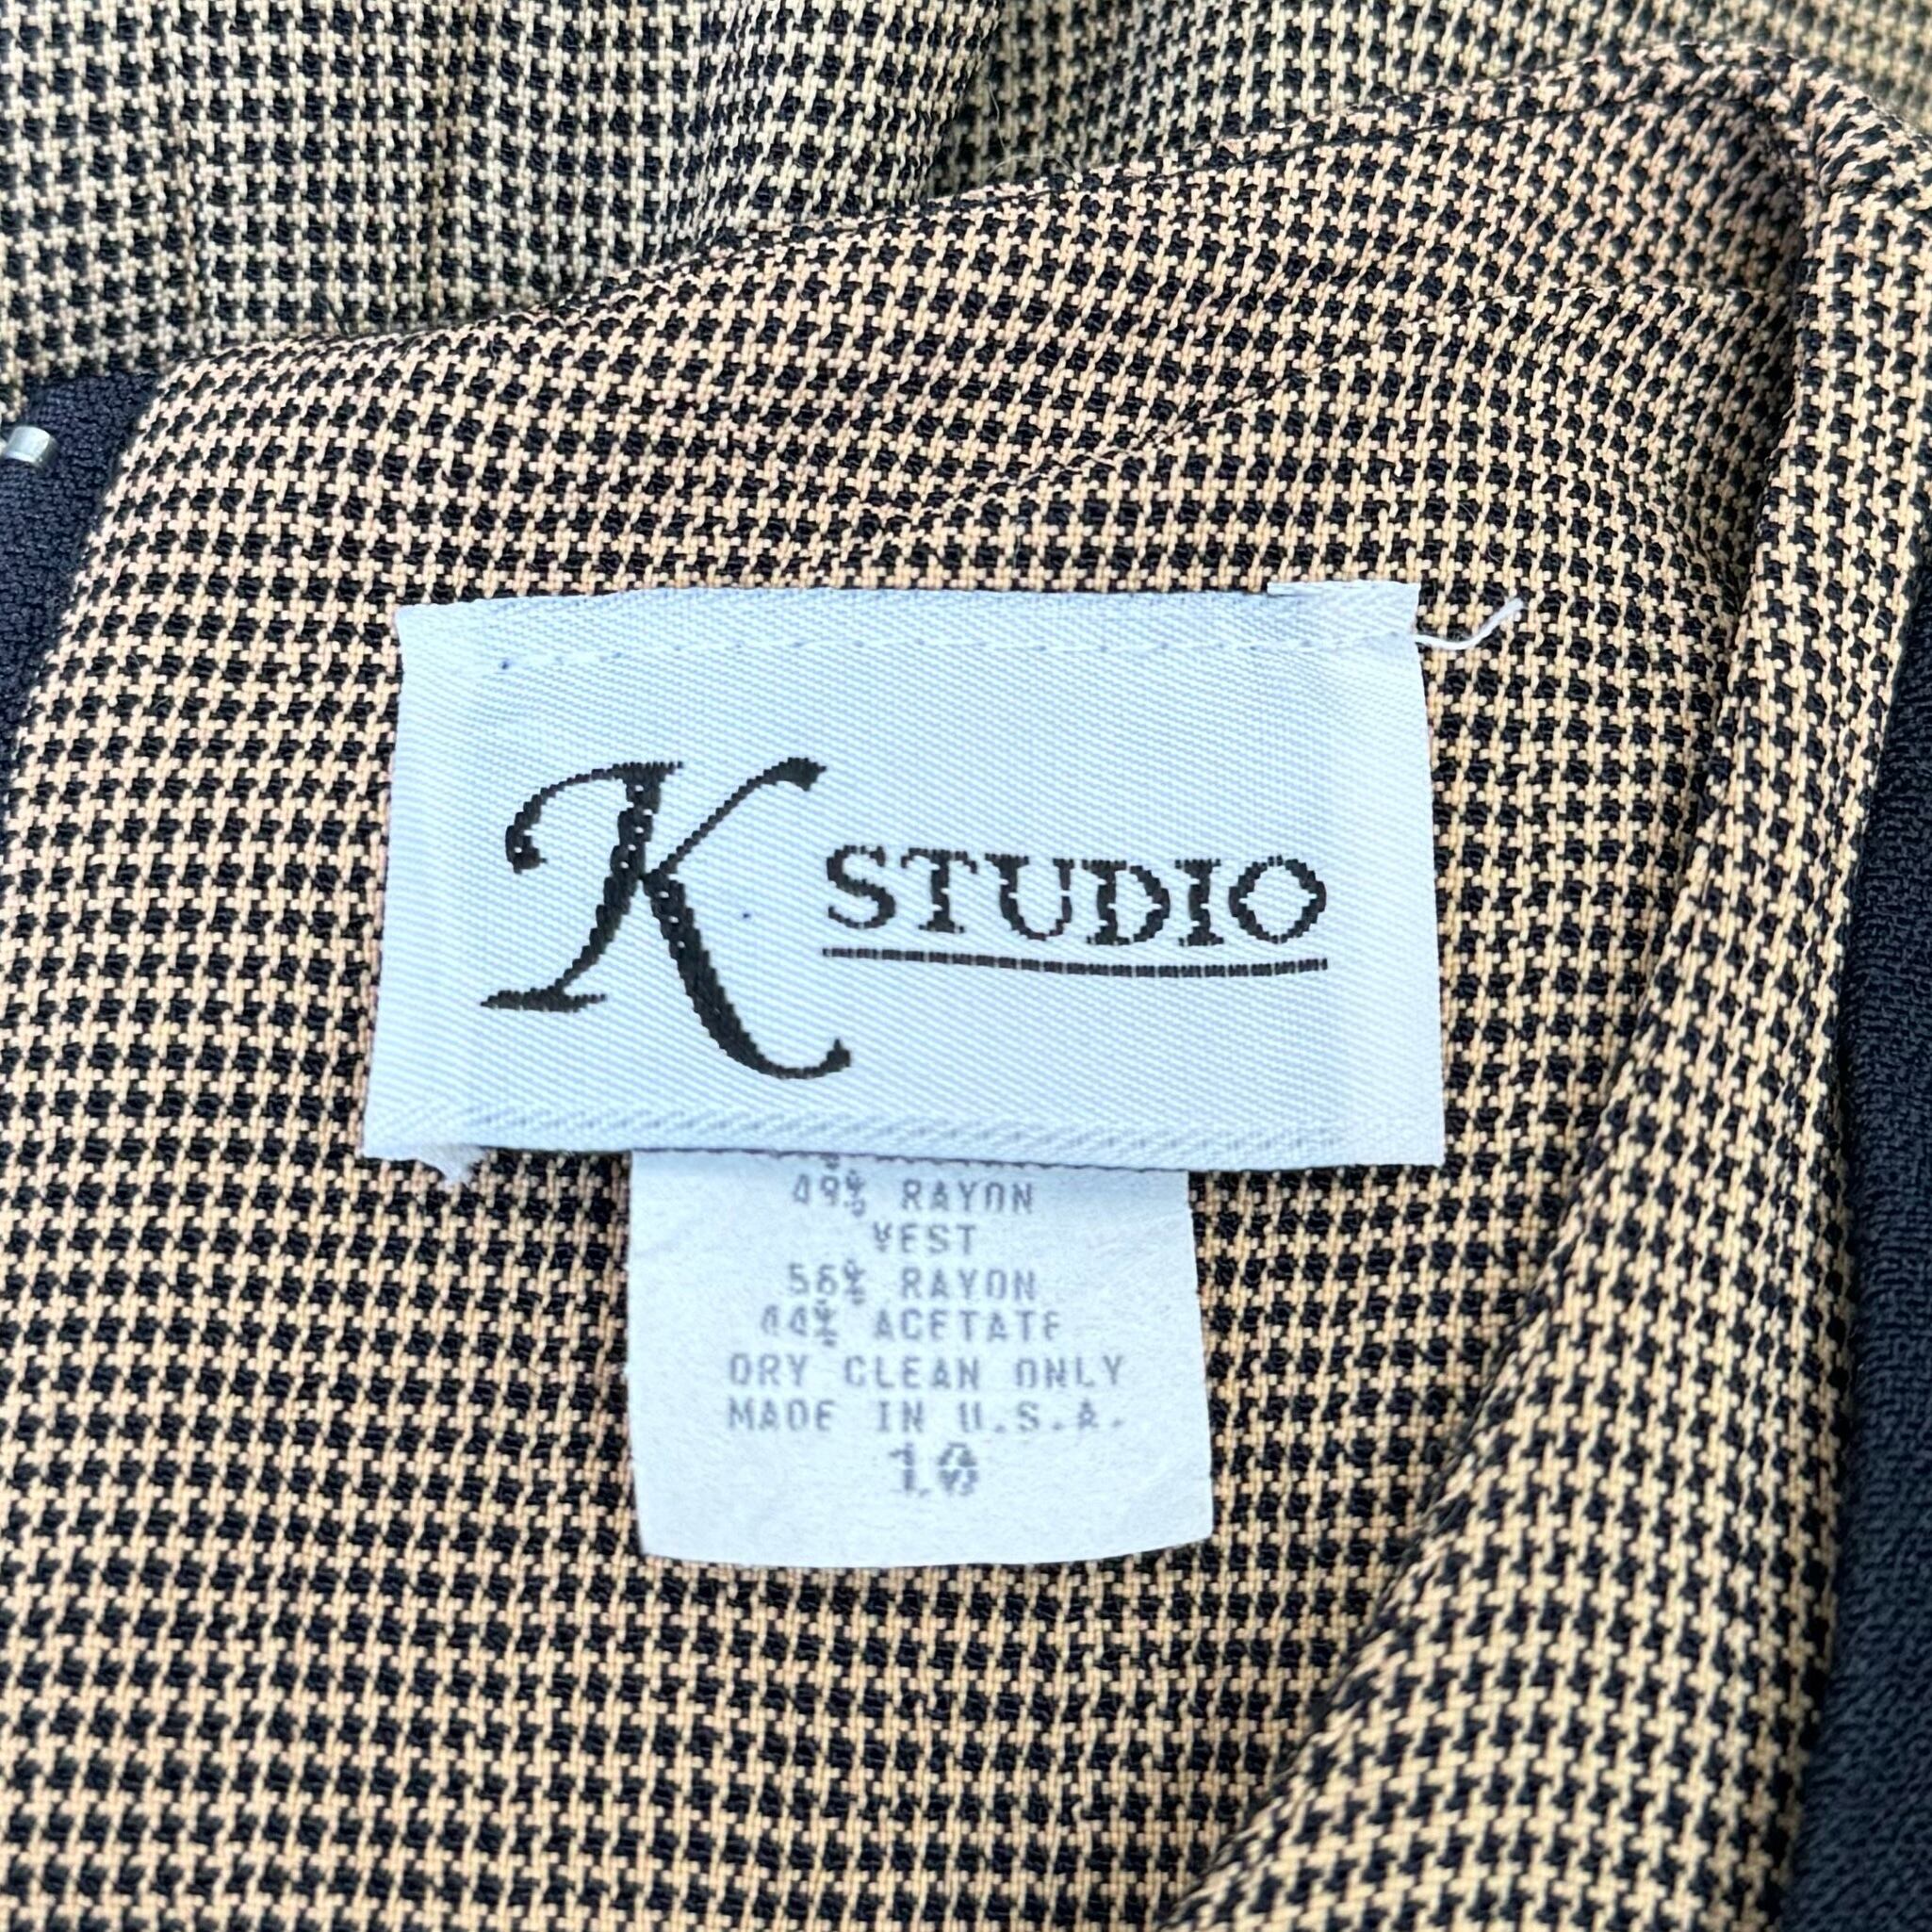 K STUDIO
49% RAYON
VEST
56% RAYON
44% ACETATE
DRY CLEAN ONLY
MADE IN U.S.A.
10